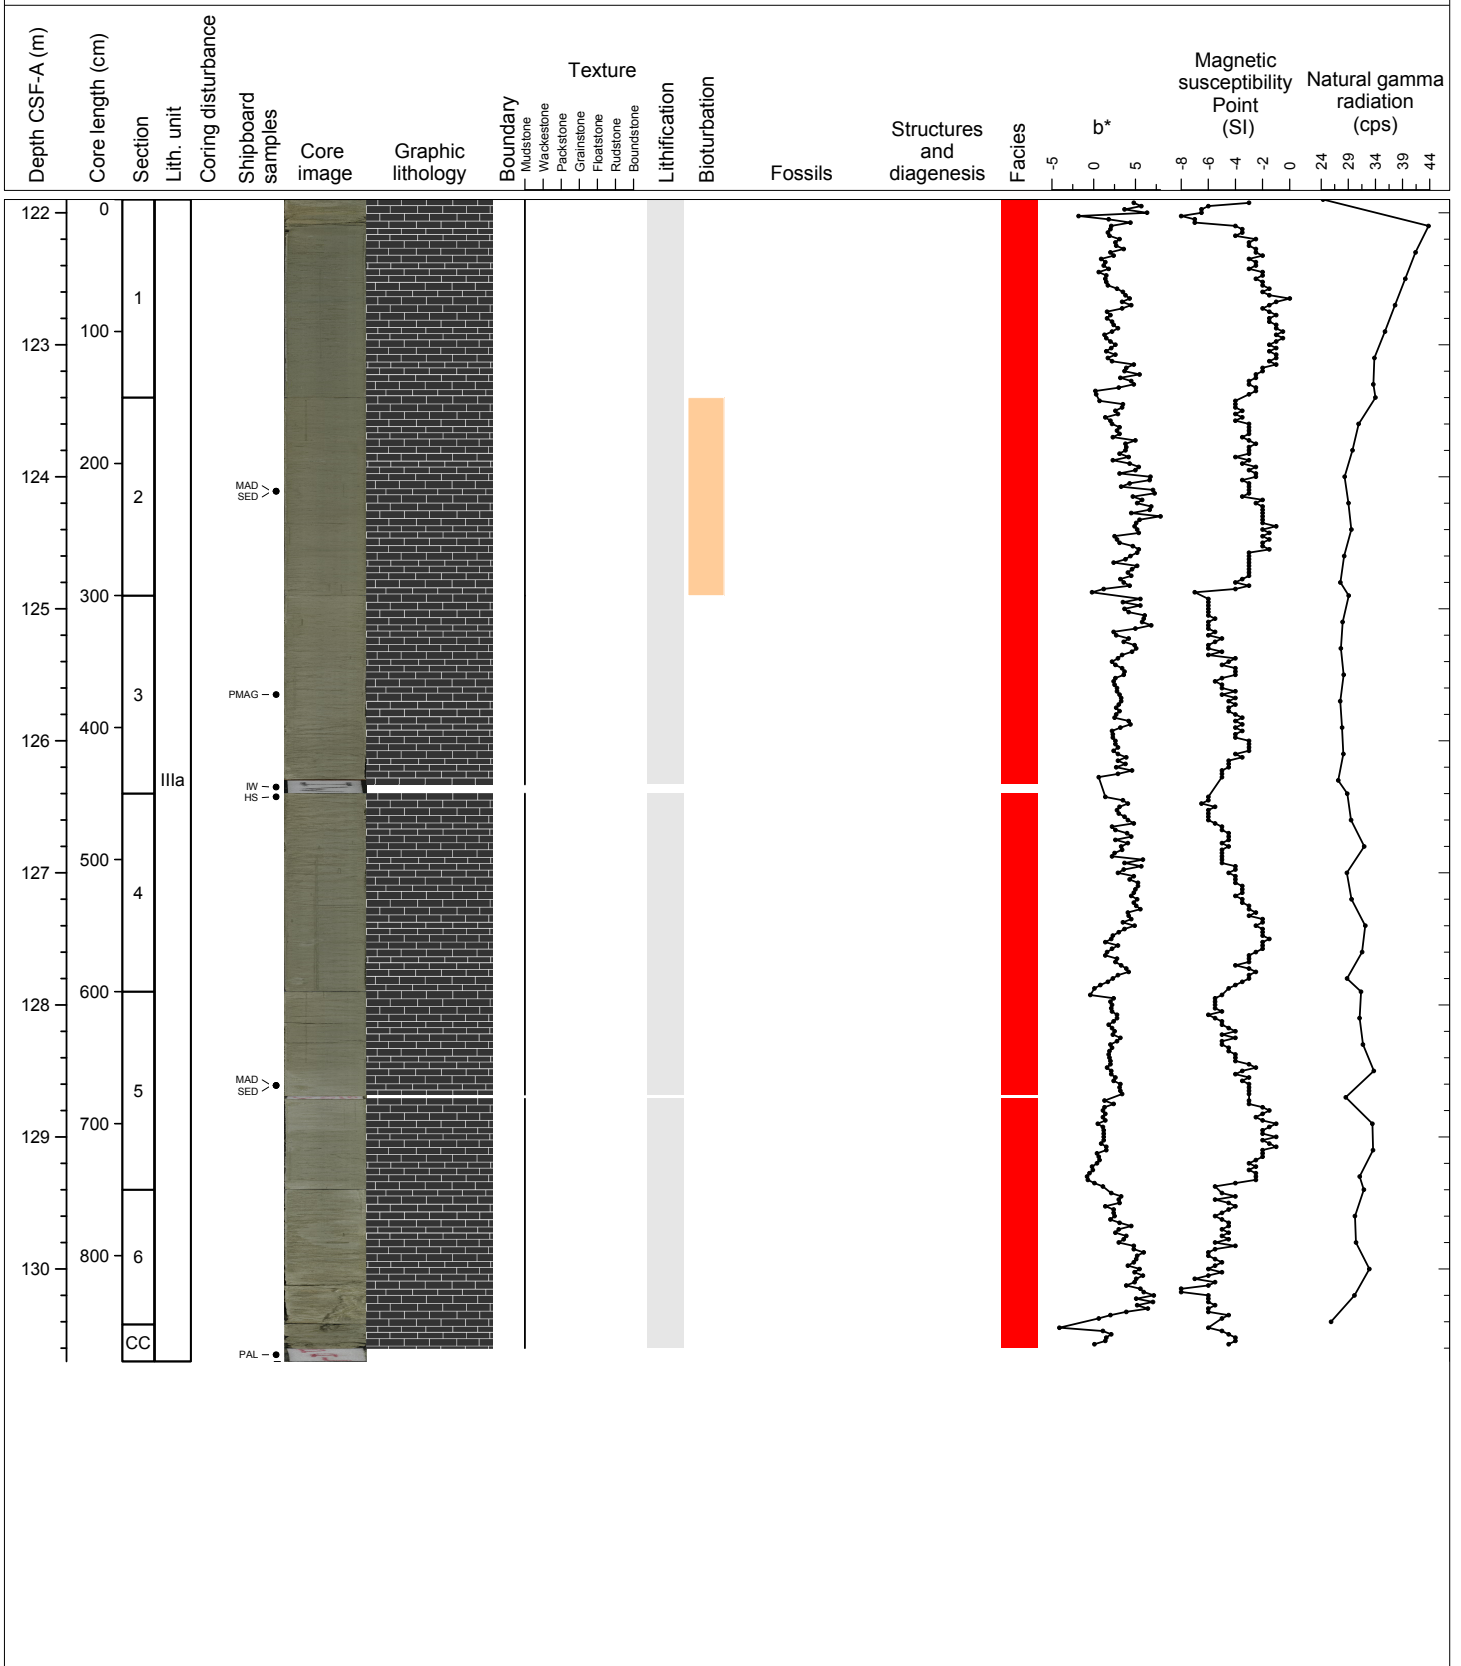 Depth CSF-A (m)
Core length (cm)
Section
Lith. unit
Coring disturbance
Shipboard
samples
Core
image
Graphic
lithology
Boundary
Texture
Mudstone
Wackestone
Packstone
Grainstone
Floatstone
Rudstone
Boundstone
Lithification
Bioturbation
Fossils
Structures
and
diagenesis
Facies
b*
-5 0 5
Magnetic
susceptibility
Point
(SI)
-8 -6 -4 -2 0
Natural gamma
radiation
(cps)
24 29 34 39 44
122
123
124
125
126
127
128
129
130
0
100
200
300
400
500
600
700
800
1
2
3
4
5
6
CC
IIIa
MAD
SED
PMAG
IW
HS
MAD
SED
PAL